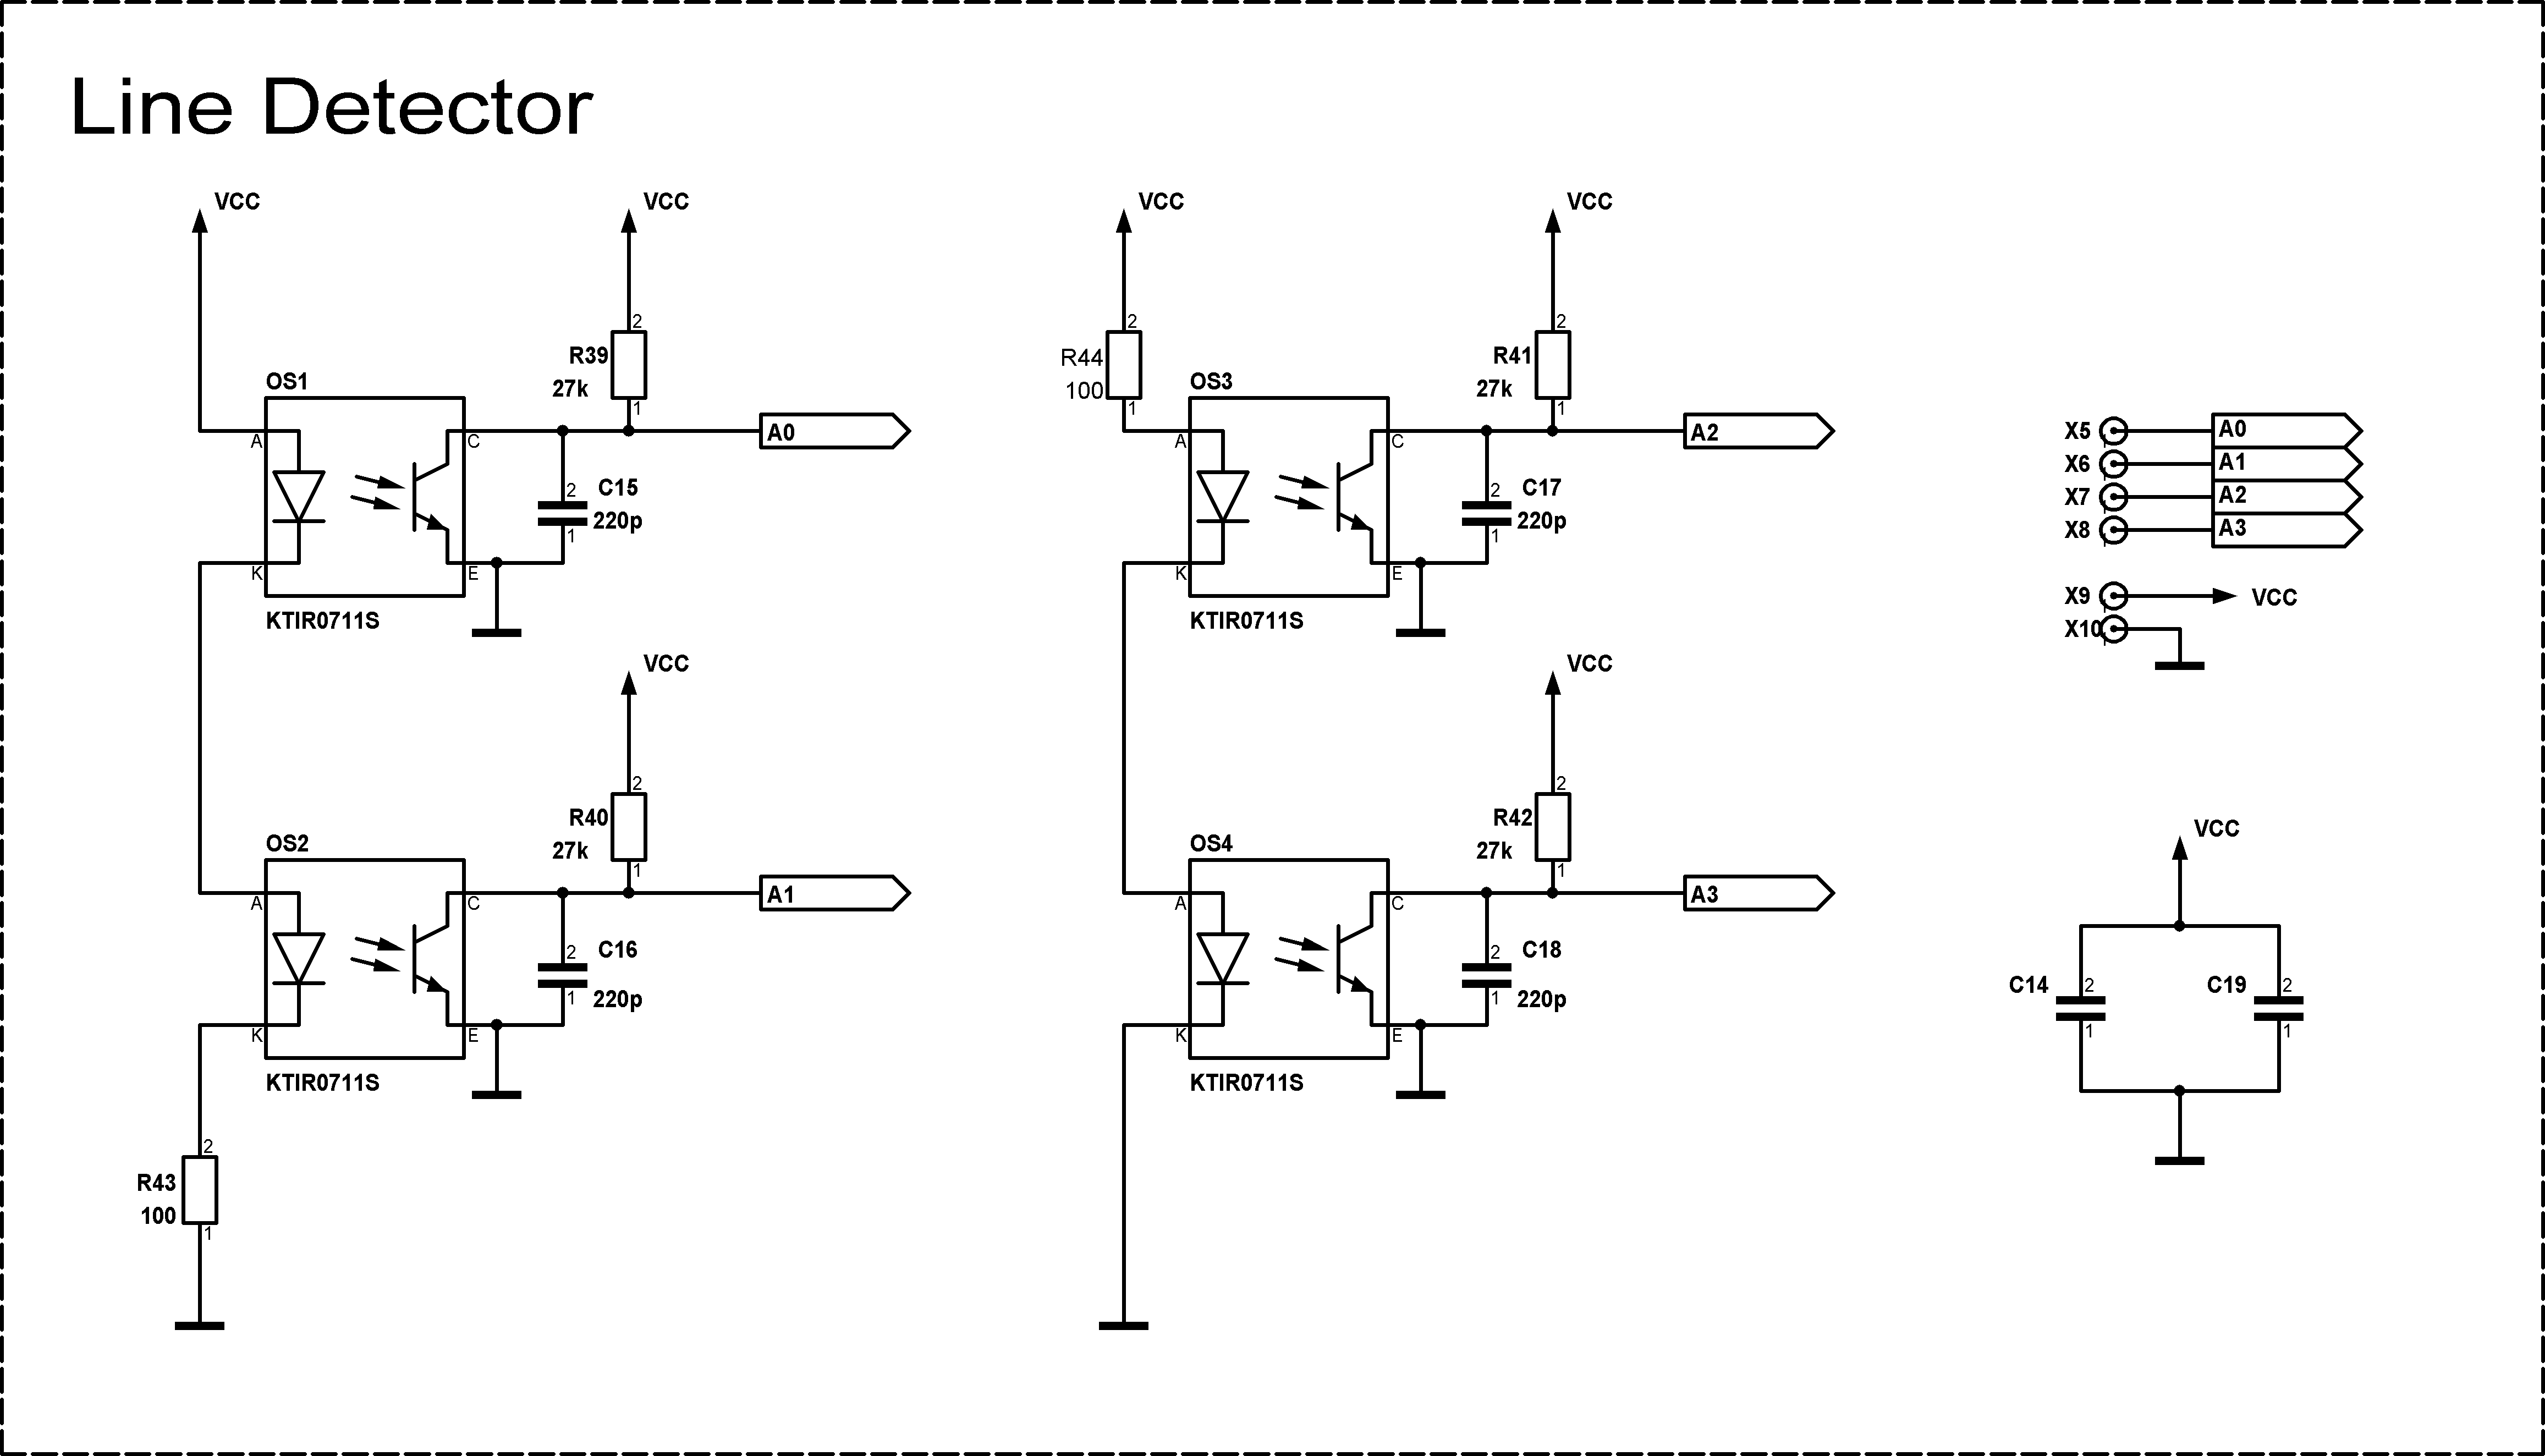 Line Detector
VCC
VCC
2
R39
27k
1
OS1
A
C
A0
2
C15
220p
1
K
E
KTIR0711S
VCC
2
R40
27k
1
OS2
A
C
A1
2
C16
220p
1
K
E
KTIR0711S
2
R43
100
1
VCC
VCC
2
R44
100
1
2
R41
27k
1
OS3
A
C
A2
2
C17
220p
1
K
E
KTIR0711S
VCC
2
R42
27k
1
OS4
A
C
A3
2
C18
220p
1
K
E
KTIR0711S
X5 A0
X6 A1
X7 A2
X8 A3
X9 VCC
X10
VCC
C14
2
1
C19
2
1